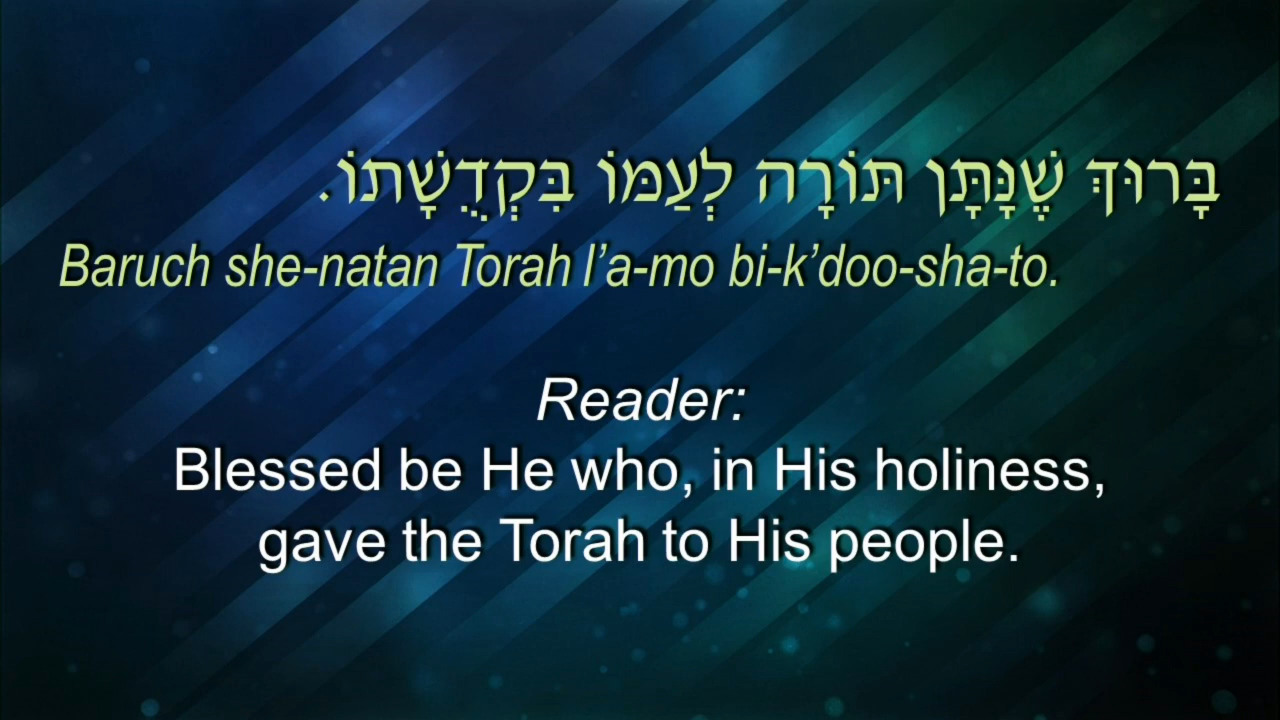 בָּרוּךְ שֶׁנָּתָּן תּוֹרָה לְעַמּוֹ בִּקְדֻשָּׁתוֹ.
Baruch she-natan Torah l’a-mo bi-k’doo-sha-to.
Reader:
Blessed be He who, in His holiness,
gave the Torah to His people.